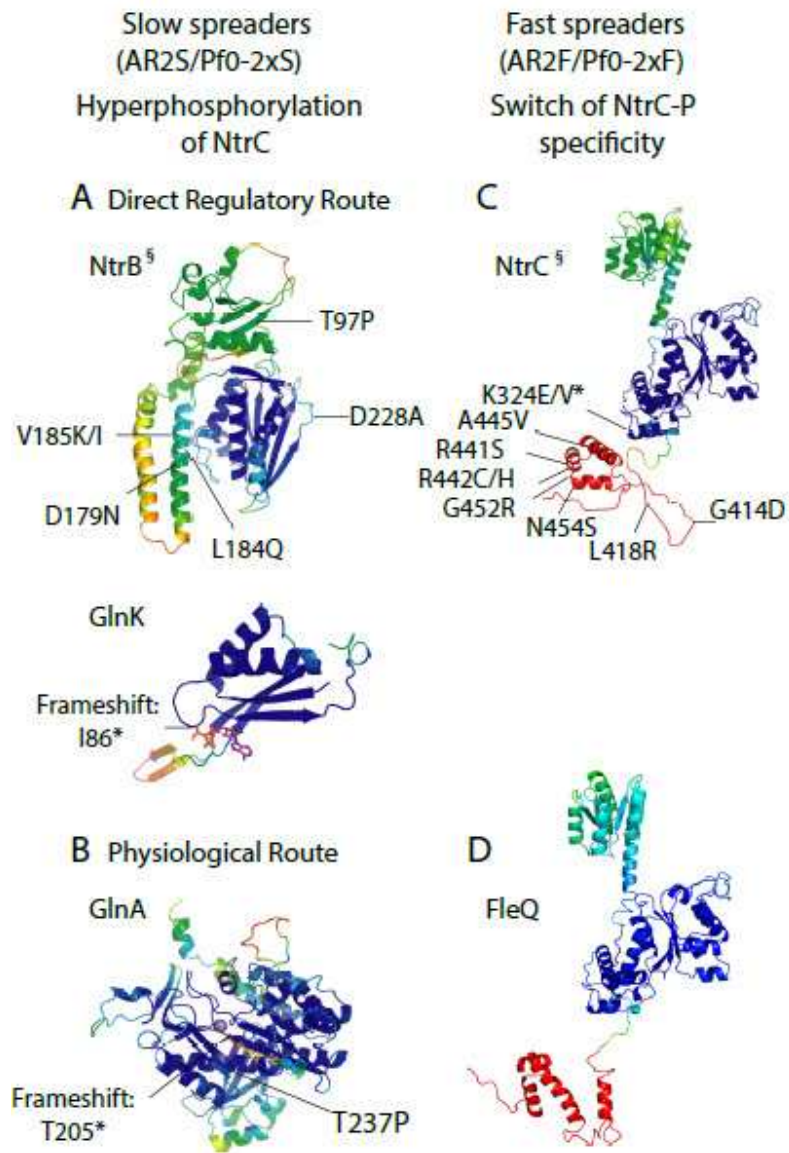 Slow spreaders
(AR2S/Pf0-2xS)
Hyperphosphorylation
of NtrC
Fast spreaders
(AR2F/Pf0-2xF)
Switch of NtrC-P
specificity
A Direct Regulatory Route
NtrB§
T97P
D228A
V185K/I
D179N
L184Q
GlnK
Frameshift:
I86*
B Physiological Route
GlnA
Frameshift:
T205*
T237P
C
NtrC§
K324E/V*
A445V
R441S
R442C/H
G452R
N454S
L418R
G414D
D
FleQ